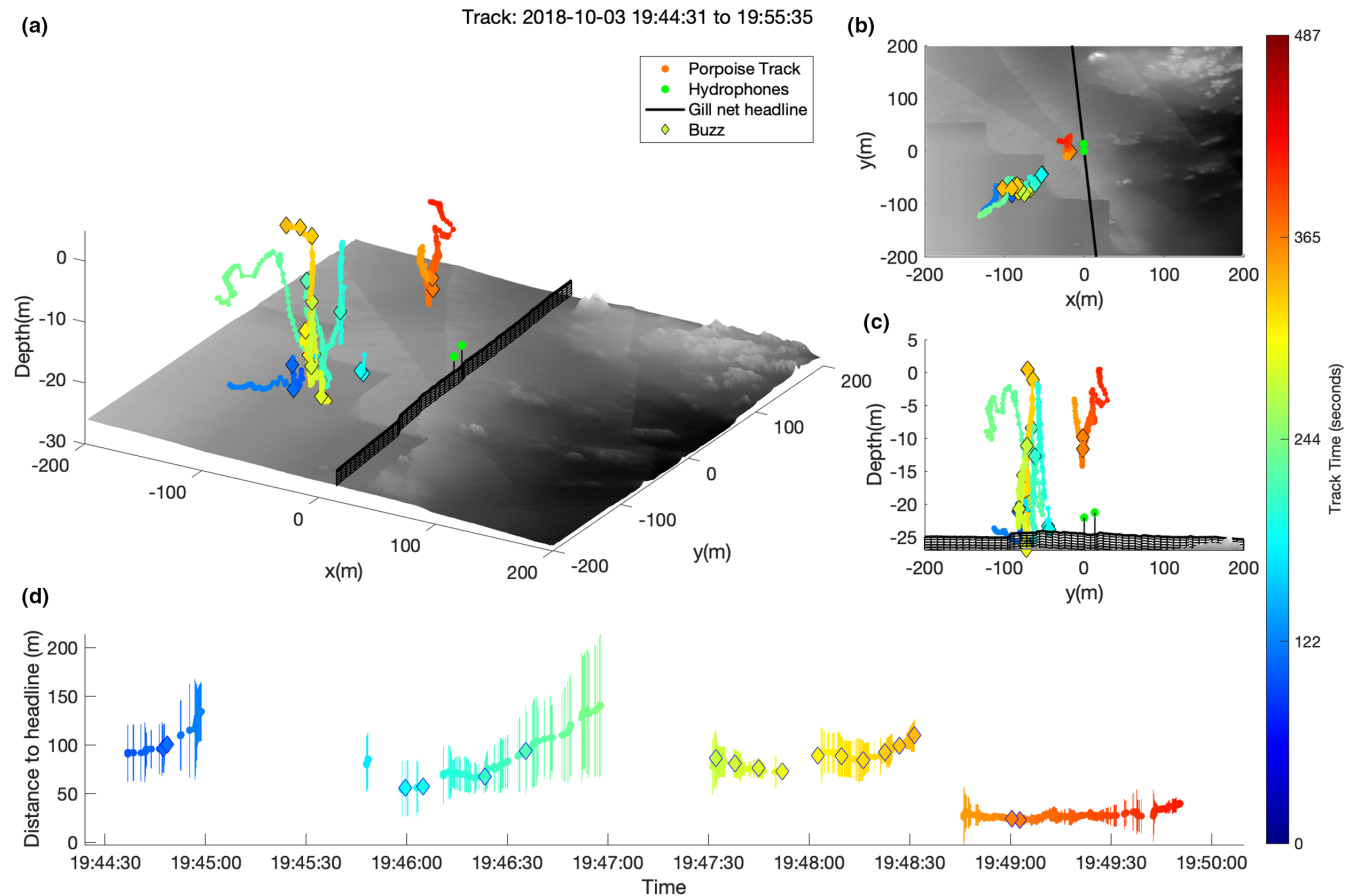 Track: 2018-10-03 19:44:31 to 19:55:35
(a)
Porpoise Track
Hydrophones
Gill net headline
Buzz
0
-10
-20
-30
Depth(m)
-200
-100
0
100
200
x(m)
-200
-100
0
100
200
y(m)
(b)
200
100
0
-100
-200
y(m)
-200
-100
0
100
200
x(m)
(c)
5
0
-5
-10
-15
-20
-25
Depth(m)
-200
-100
0
100
200
y(m)
487
365
244
122
0
Track Time (seconds)
(d)
200
150
100
50
0
Distance to headline (m)
19:44:30 19:45:00 19:45:30 19:46:00 19:46:30 19:47:00 19:47:30 19:48:00 19:48:30 19:49:00 19:49:30 19:50:00
Time